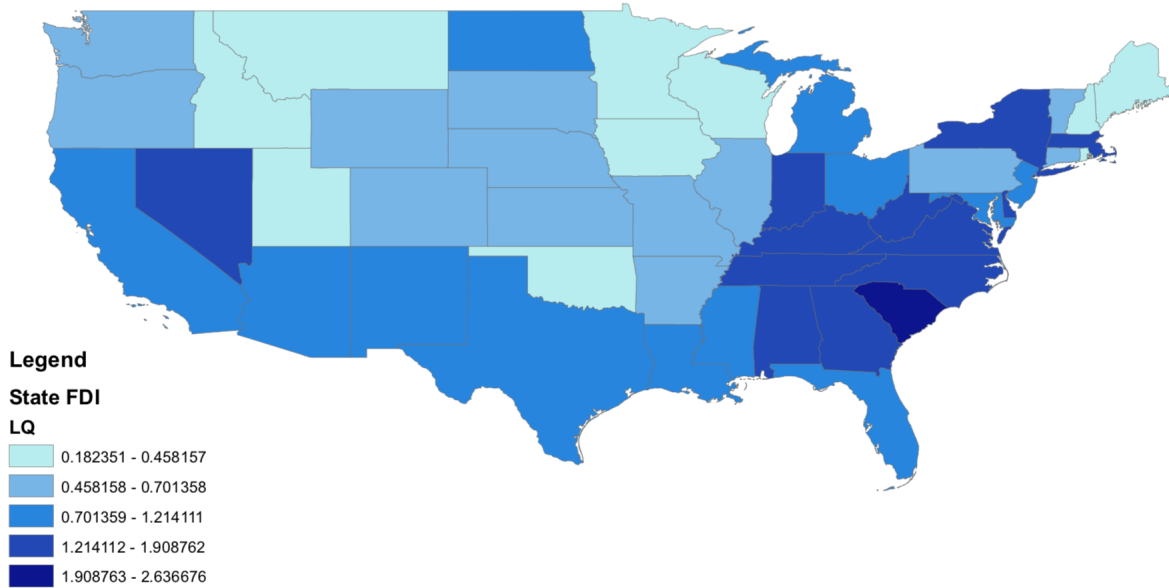 Legend
State FDI
LQ
0.182351 - 0.458157
0.458158 - 0.701358
0.701359 - 1.214111
1.214112 - 1.908762
1.908763 - 2.636676